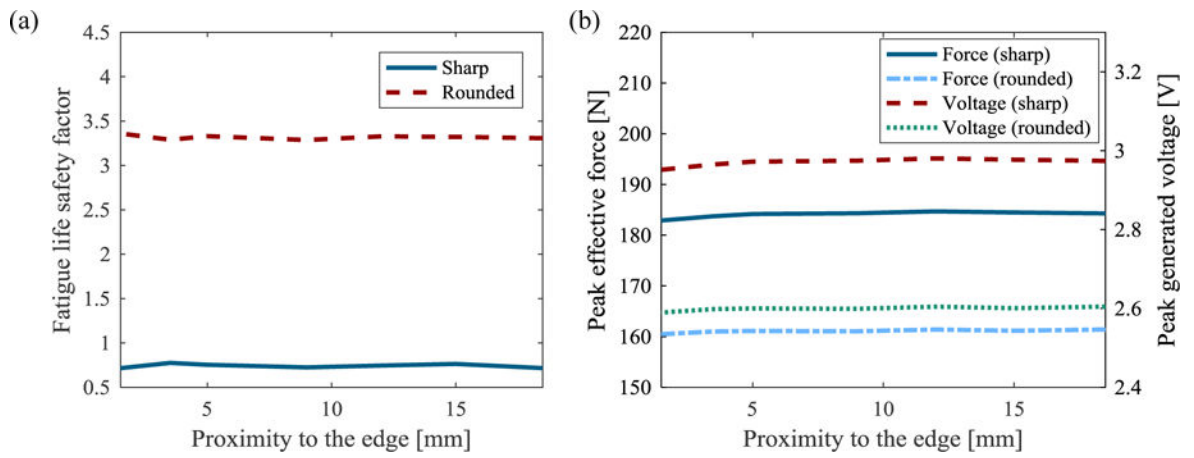 (a)
4.5
4
3.5
3
2.5
2
1.5
1
0.5
Fatigue life safety factor
Sharp
Rounded
5
10
15
Proximity to the edge [mm]
(b)
220
210
200
190
180
170
160
150
Peak effective force [N]
Force (sharp)
Force (rounded)
Voltage (sharp)
Voltage (rounded)
3.2
3
2.8
2.6
2.4
Peak generated voltage [V]
5
10
15
Proximity to the edge [mm]